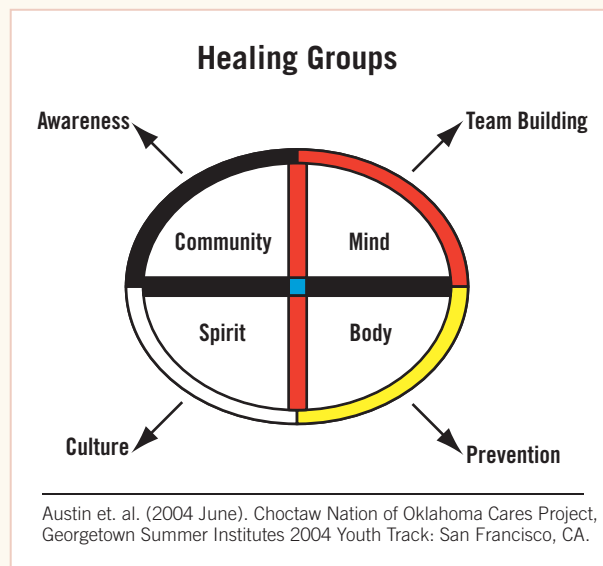 Healing Groups
Awareness
Team Building
Community
Mind
Spirit
Body
Culture
Prevention
Austin et. al. (2004 June). Choctaw Nation of Oklahoma Cares Project,
Georgetown Summer Institutes 2004 Youth Track: San Francisco, CA.